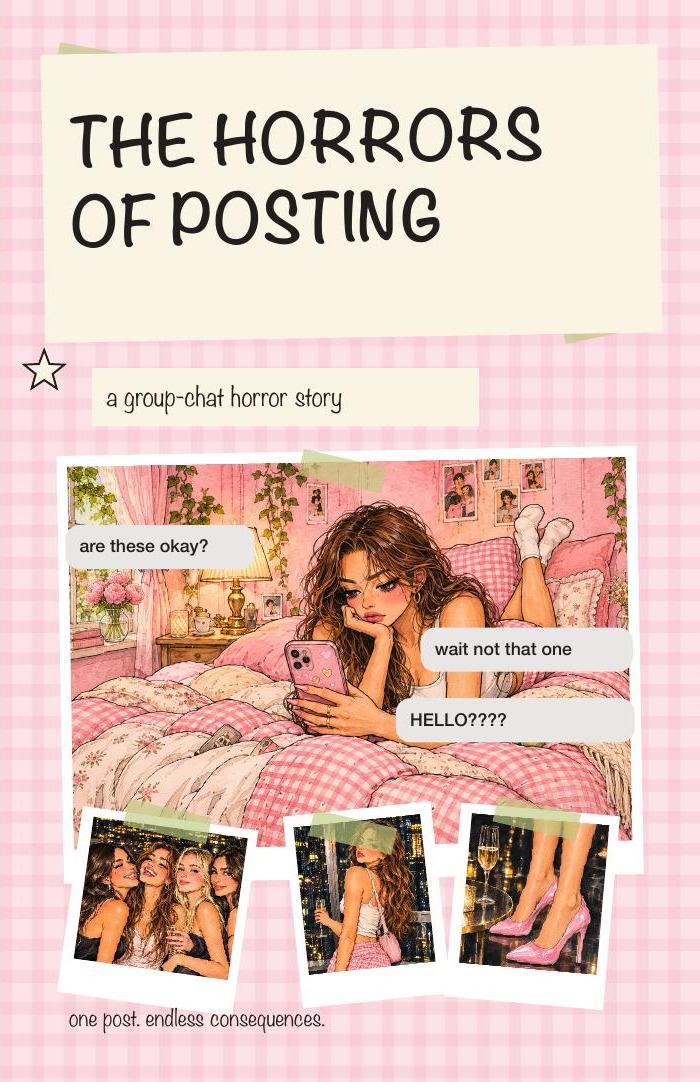 THE HORRORS
OF POSTING
a group-chat horror story
are these okay?
wait not that one
HELLO????
one post. endless consequences.